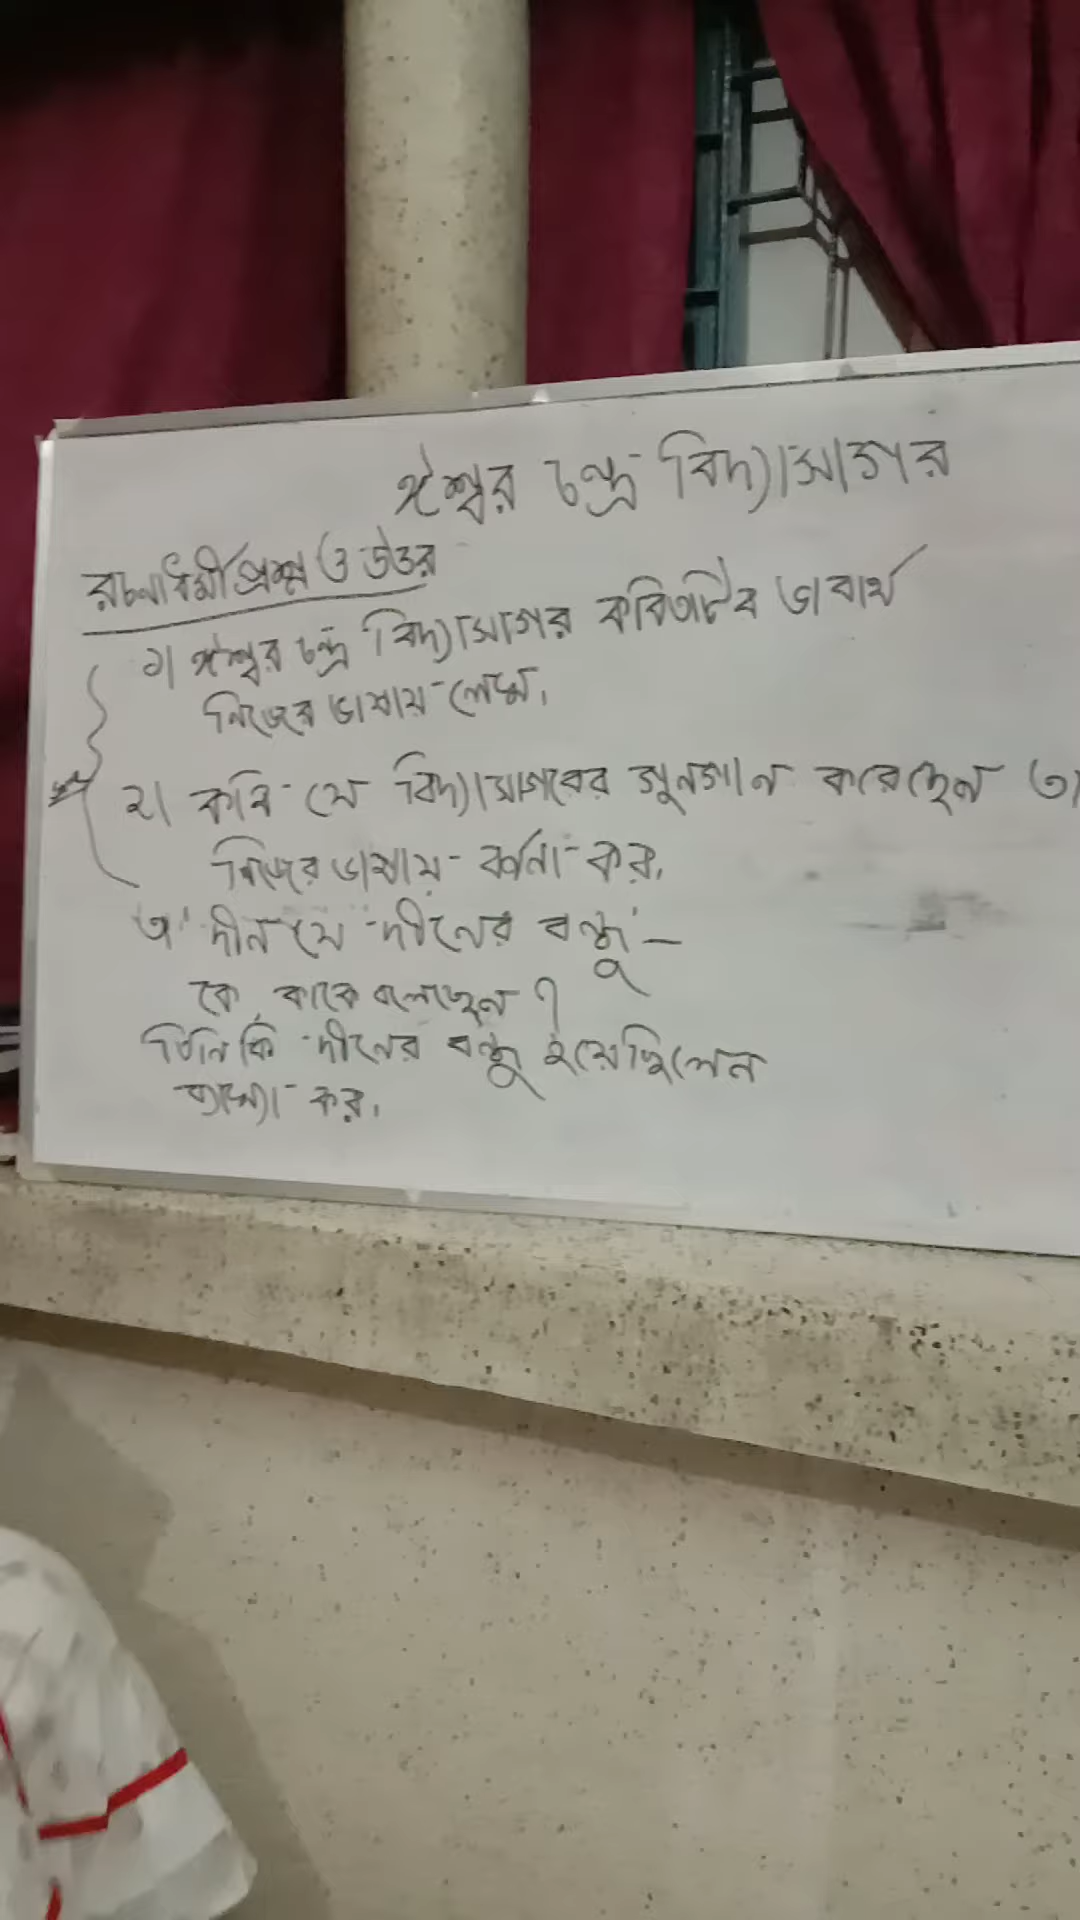 ঈশ্বর চন্দ্র বিদ্যাসাগর
রচনাধর্মী প্রশ্ন ও উত্তর
১। ঈশ্বর চন্দ্র বিদ্যাসাগর কবিতাটির ভাবার্থ
নিজের ভাষায় লেখ।
২। কবি যে বিদ্যাসাগরের গুনগান করেছেন তা
নিজের ভাষায় বর্ণনা কর।
৩। দীন যে দীনের বন্ধু —
কে, কাকে বলেছেন ?
তিনি কি দীনের বন্ধু হয়েছিলেন
ব্যাখ্যা কর।